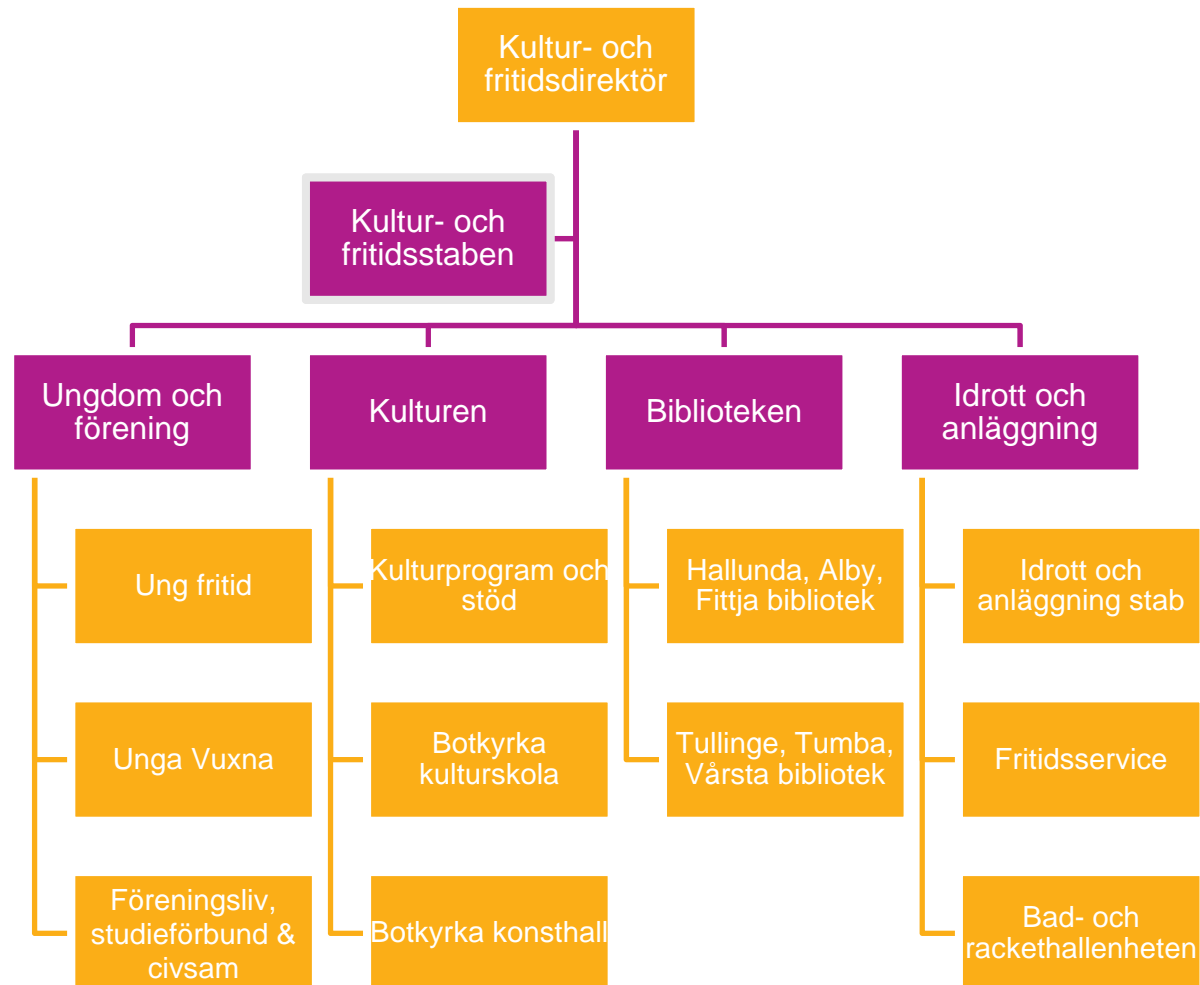 Kultur- och
fritidsdirektör
Kultur- och
fritidsstaben
Ungdom och
förening
Kulturen
Biblioteken
Idrott och
anläggning
Ung fritid
Kulturprogram och
stöd
Hallunda, Alby,
Fittja bibliotek
Idrott och
anläggning stab
Unga Vuxna
Botkyrka
kulturskola
Tullinge, Tumba,
Vårsta bibliotek
Fritidsservice
Föreningsliv,
studieförbund &
civsam
Botkyrka konsthall
Bad- och
rackethallenheten